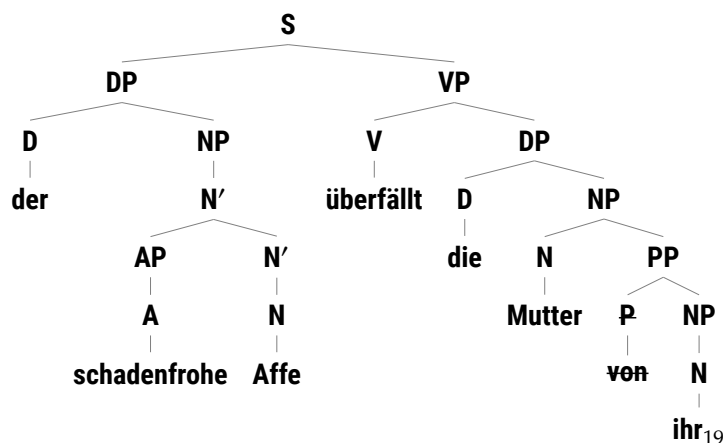 S
DP VP
D NP V DP
der N′ überfällt D NP
AP N′ die N PP
A N Mutter P NP
schadenfrohe Affe von N
ihr19